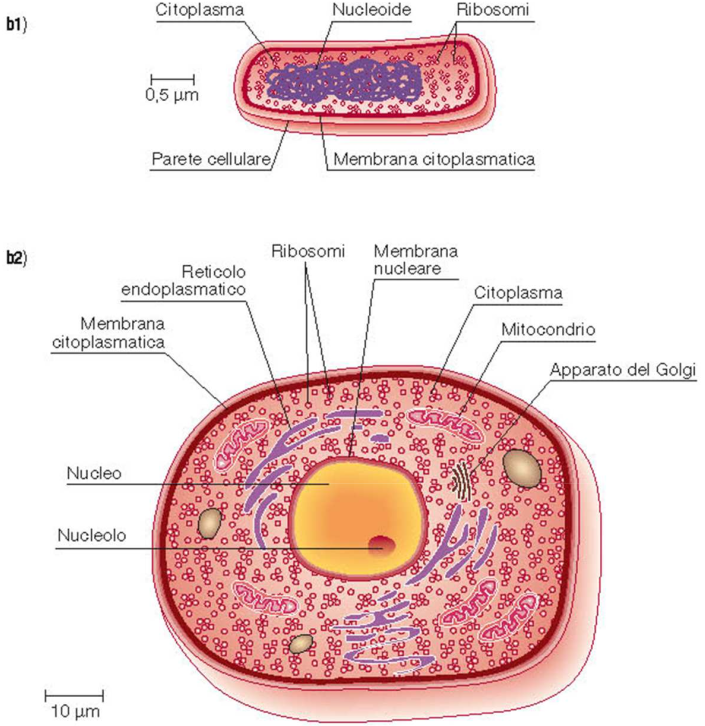 b1)
Citoplasma
Nucleoide
Ribosomi
0,5 µm
Parete cellulare
Membrana citoplasmatica
b2)
Ribosomi
Membrana
nucleare
Reticolo
endoplasmatico
Citoplasma
Membrana
citoplasmatica
Mitocondrio
Apparato del Golgi
Nucleo
Nucleolo
10 µm